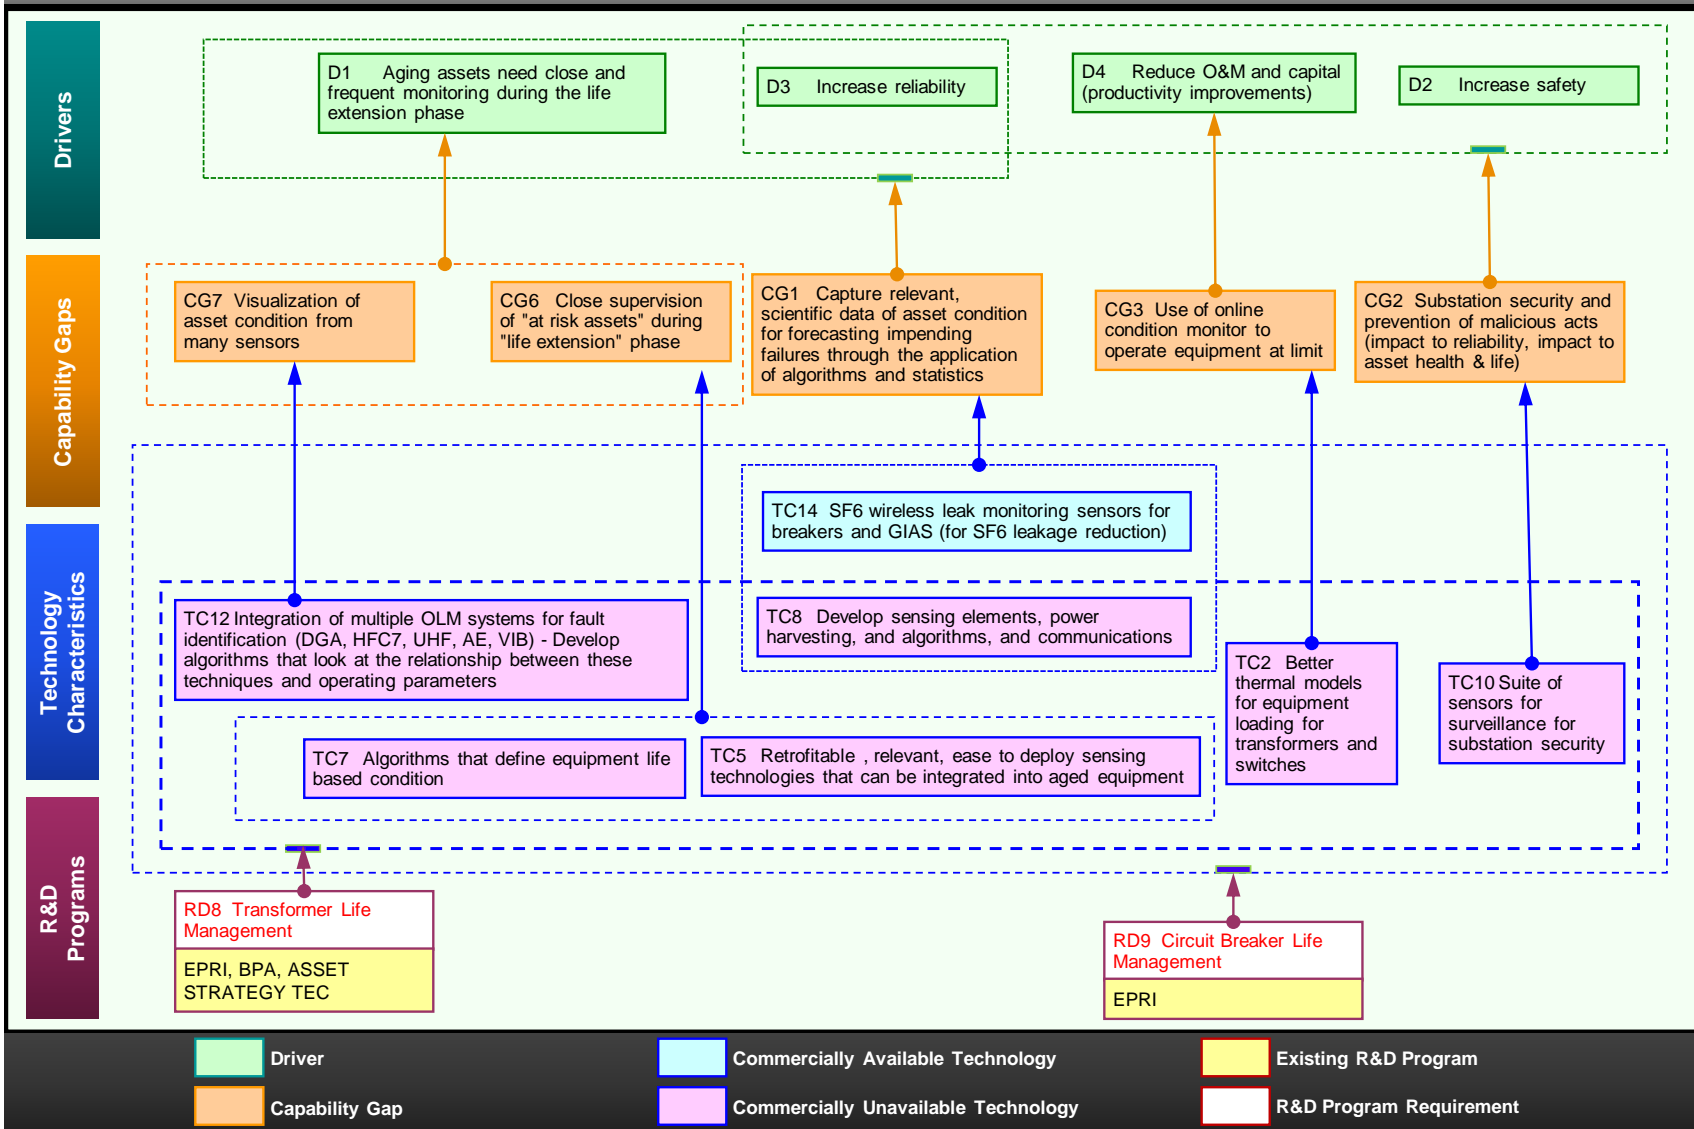 Drivers
D1 Aging assets need close and
frequent monitoring during the life
extension phase
D3 Increase reliability
D4 Reduce O&M and capital
(productivity improvements)
D2 Increase safety
Capability Gaps
CG7 Visualization of
asset condition from
many sensors
CG6 Close supervision
of "at risk assets" during
"life extension" phase
CG1 Capture relevant,
scientific data of asset condition
for forecasting impending
failures through the application
of algorithms and statistics
CG3 Use of online
condition monitor to
operate equipment at limit
CG2 Substation security and
prevention of malicious acts
(impact to reliability, impact to
asset health & life)
Technology
Characteristics
TC14 SF6 wireless leak monitoring sensors for
breakers and GIAS (for SF6 leakage reduction)
TC12 Integration of multiple OLM systems for fault
identification (DGA, HFC7, UHF, AE, VIB) - Develop
algorithms that look at the relationship between these
techniques and operating parameters
TC8 Develop sensing elements, power
harvesting, and algorithms, and communications
TC2 Better
thermal models
for equipment
loading for
transformers and
switches
TC10 Suite of
sensors for
surveillance for
substation security
TC7 Algorithms that define equipment life
based condition
TC5 Retrofitable , relevant, ease to deploy sensing
technologies that can be integrated into aged equipment
R&D
Programs
RD8 Transformer Life
Management
EPRI, BPA, ASSET
STRATEGY TEC
RD9 Circuit Breaker Life
Management
EPRI
Driver
Commercially Available Technology
Existing R&D Program
Capability Gap
Commercially Unavailable Technology
R&D Program Requirement